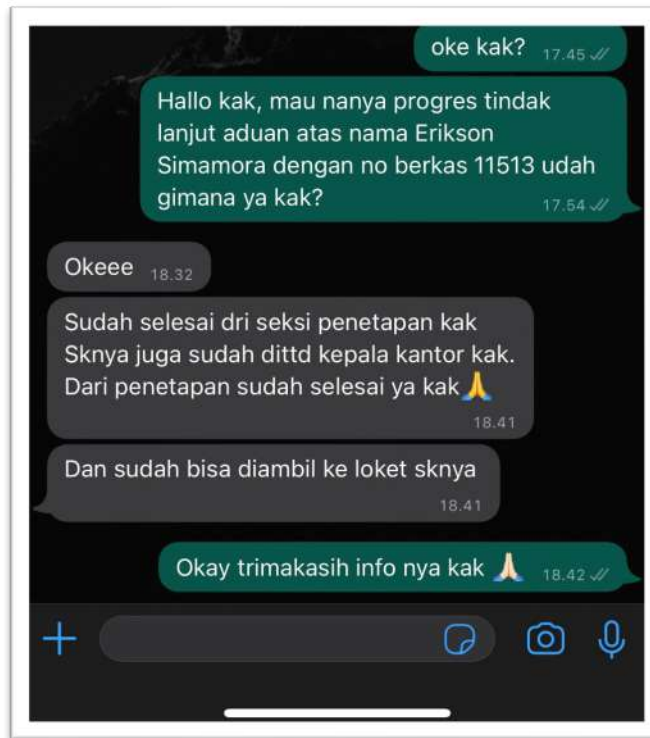 oke kak? 17.45
Hallo kak, mau nanya progres tindak
lanjut aduan atas nama Erikson
Simamora dengan no berkas 11513 udah
gimana ya kak? 17.54
Okeee 18.32
Sudah selesai dri seksi penetapan kak
Sknya juga sudah dittd kepala kantor kak.
Dari penetapan sudah selesai ya kak🙏
18.41
Dan sudah bisa diambil ke loket sknya
18.41
Okay trimakasih info nya kak 🙏🏻 18.42